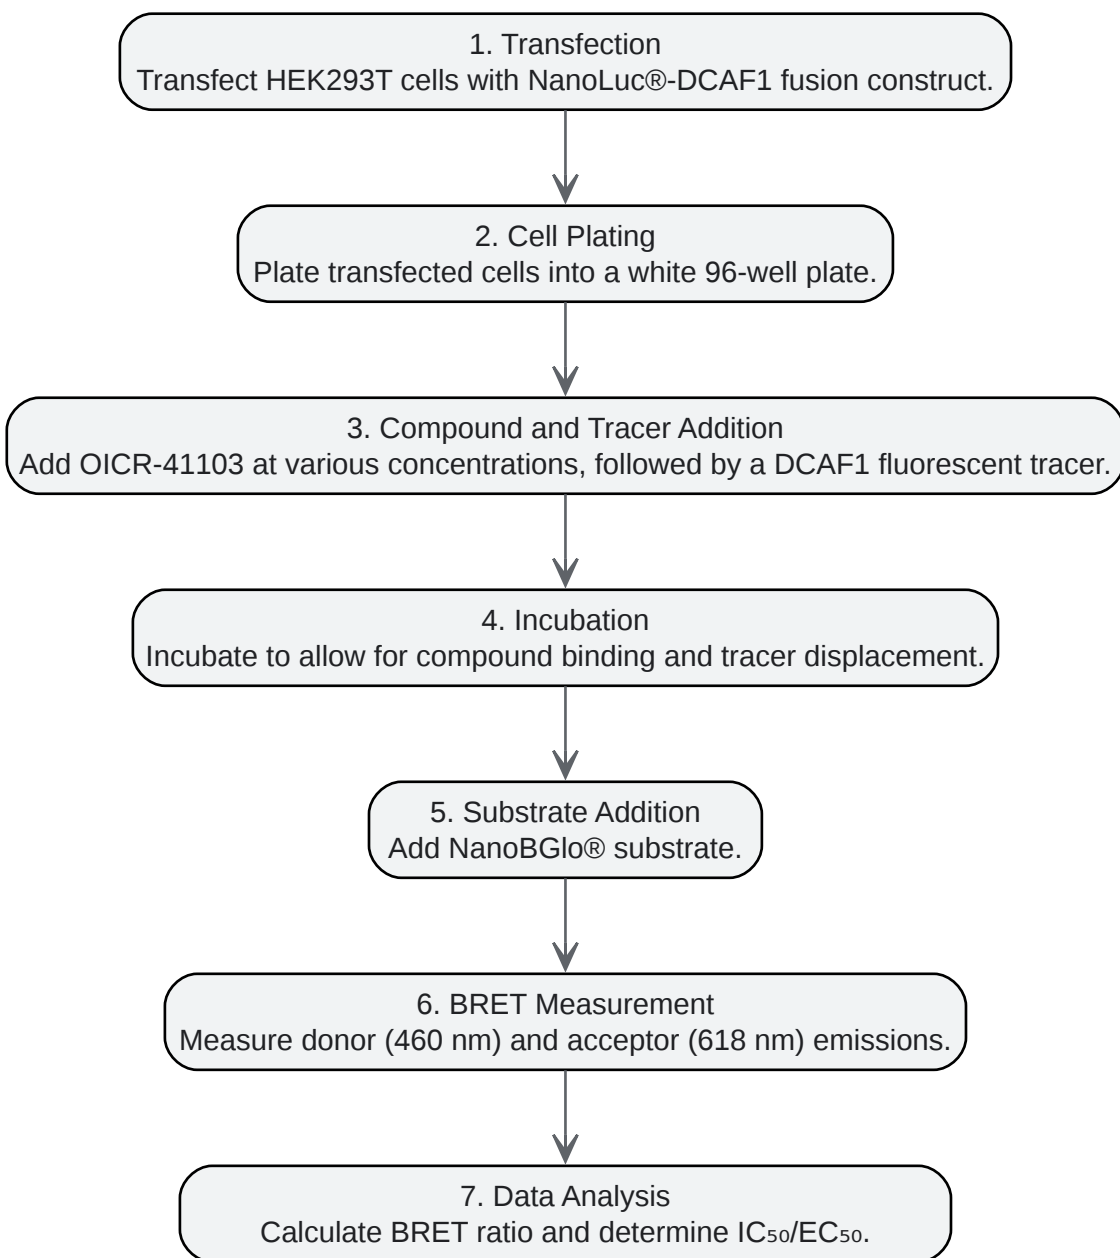 1. Transfection
Transfect HEK293T cells with NanoLuc®-DCAF1 fusion construct.
2. Cell Plating
Plate transfected cells into a white 96-well plate.
3. Compound and Tracer Addition
Add OICR-41103 at various concentrations, followed by a DCAF1 fluorescent tracer.
4. Incubation
Incubate to allow for compound binding and tracer displacement.
5. Substrate Addition
Add NanoBGlo® substrate.
6. BRET Measurement
Measure donor (460 nm) and acceptor (618 nm) emissions.
7. Data Analysis
Calculate BRET ratio and determine IC₅₀/EC₅₀.